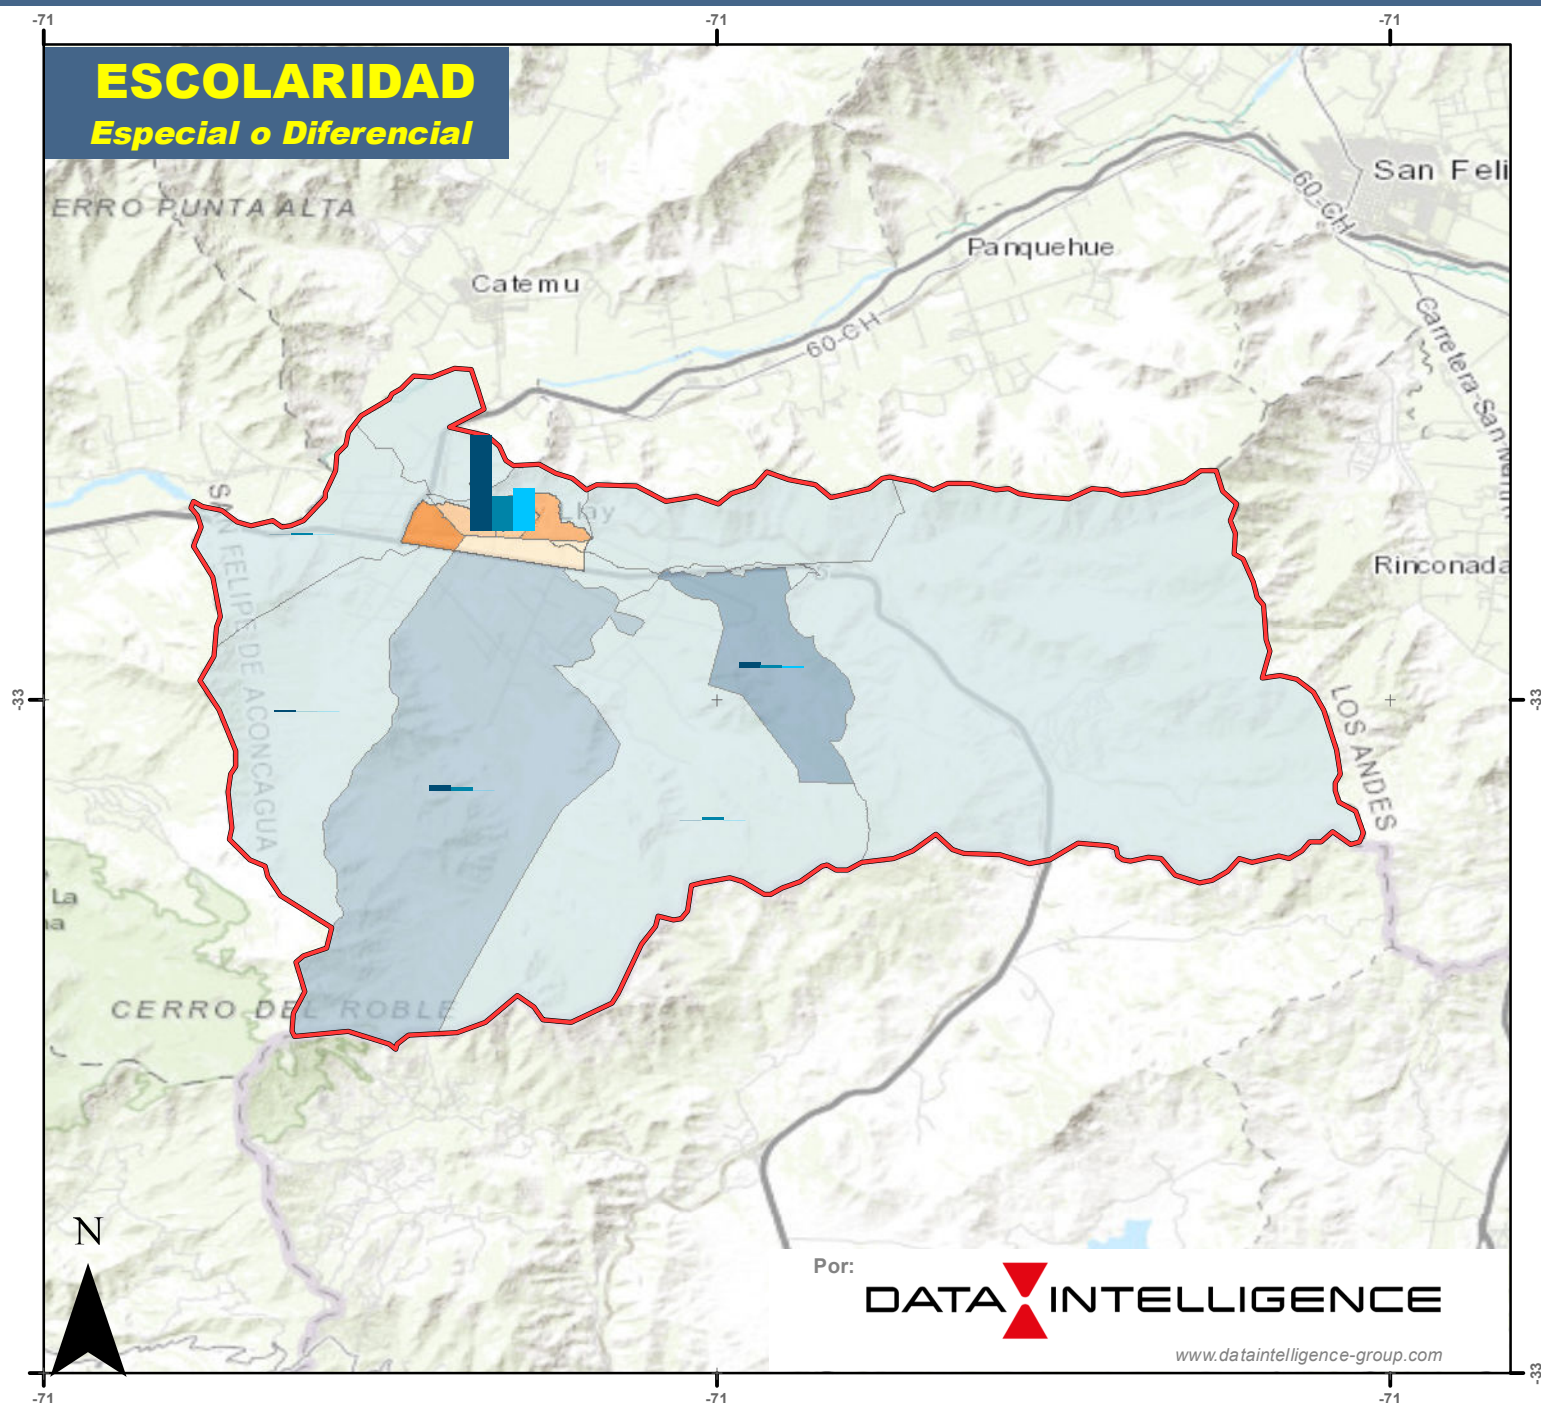 -71
-71
-71
ESCOLARIDAD
Especial o Diferencial
San Feli
60-CH
ERRO PUNTA ALTA
Panquehue
Catemu
Carretera-San-Martin
60-CH
SAN FELIPE DE ACONCAGUA
y Llay
Rinconada
-33
-33
LOS ANDES
La
na
CERRO DEL ROBLE
N
Por:
DATA INTELLIGENCE
www.dataintelligence-group.com
-33
-71
-71
-71